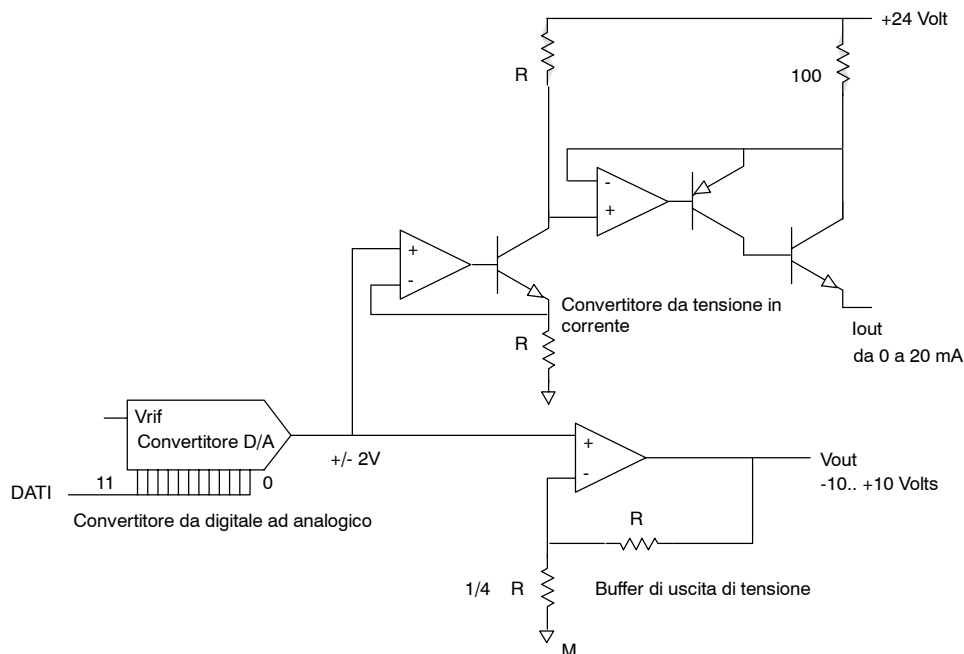 +24 Volt
R
100
-
+
+
-
Convertitore da tensione in
corrente
R
Iout
da 0 a 20 mA
Vrif
Convertitore D/A
+/- 2V
+
-
Vout
-10.. +10 Volts
DATI
11
0
Convertitore da digitale ad analogico
R
1/4 R
Buffer di uscita di tensione
M